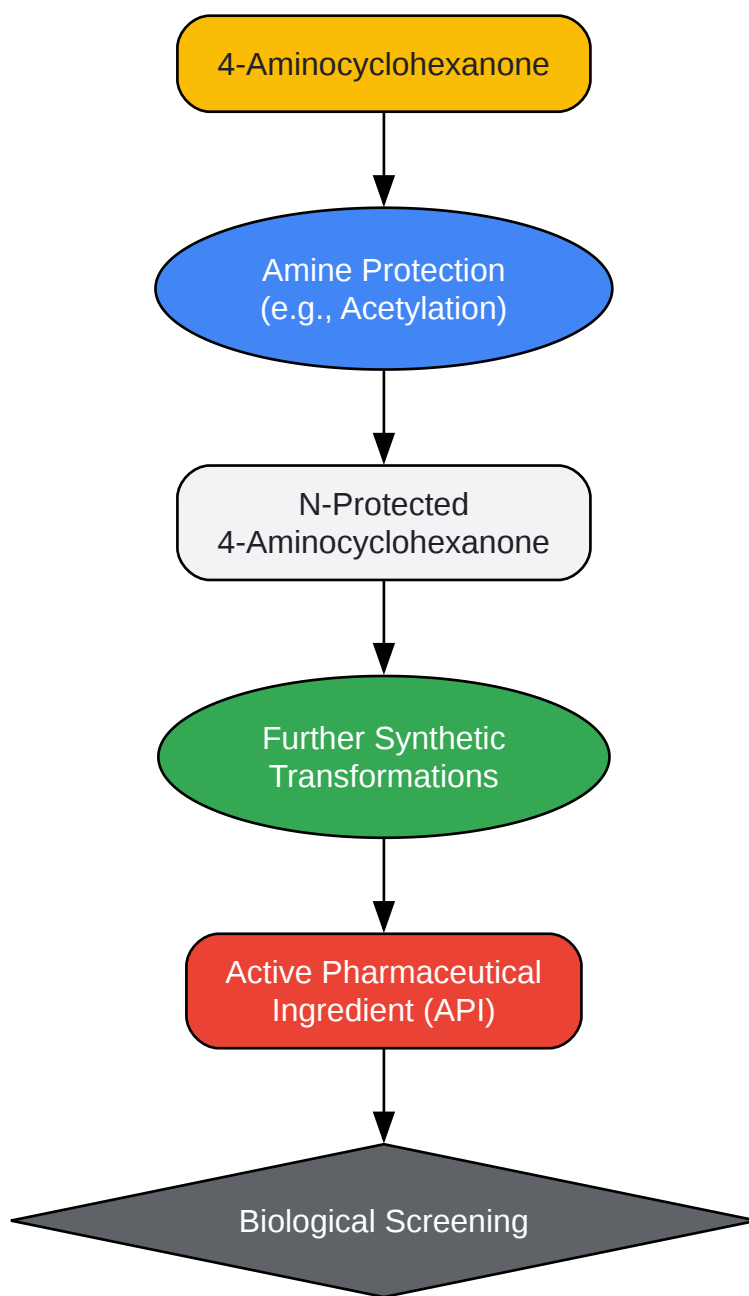 4-Aminocyclohexanone
Amine Protection
(e.g., Acetylation)
N-Protected
4-Aminocyclohexanone
Further Synthetic
Transformations
Active Pharmaceutical
Ingredient (API)
Biological Screening